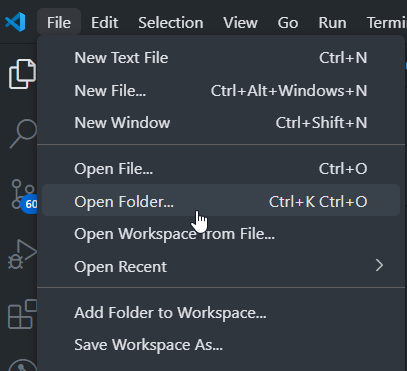 File Edit Selection View Go Run Termi
New Text File Ctrl+N
New File... Ctrl+Alt+Windows+N
New Window Ctrl+Shift+N
Open File... Ctrl+O
Open Folder... Ctrl+K Ctrl+O
60
Open Workspace from File...
Open Recent
Add Folder to Workspace...
Save Workspace As...